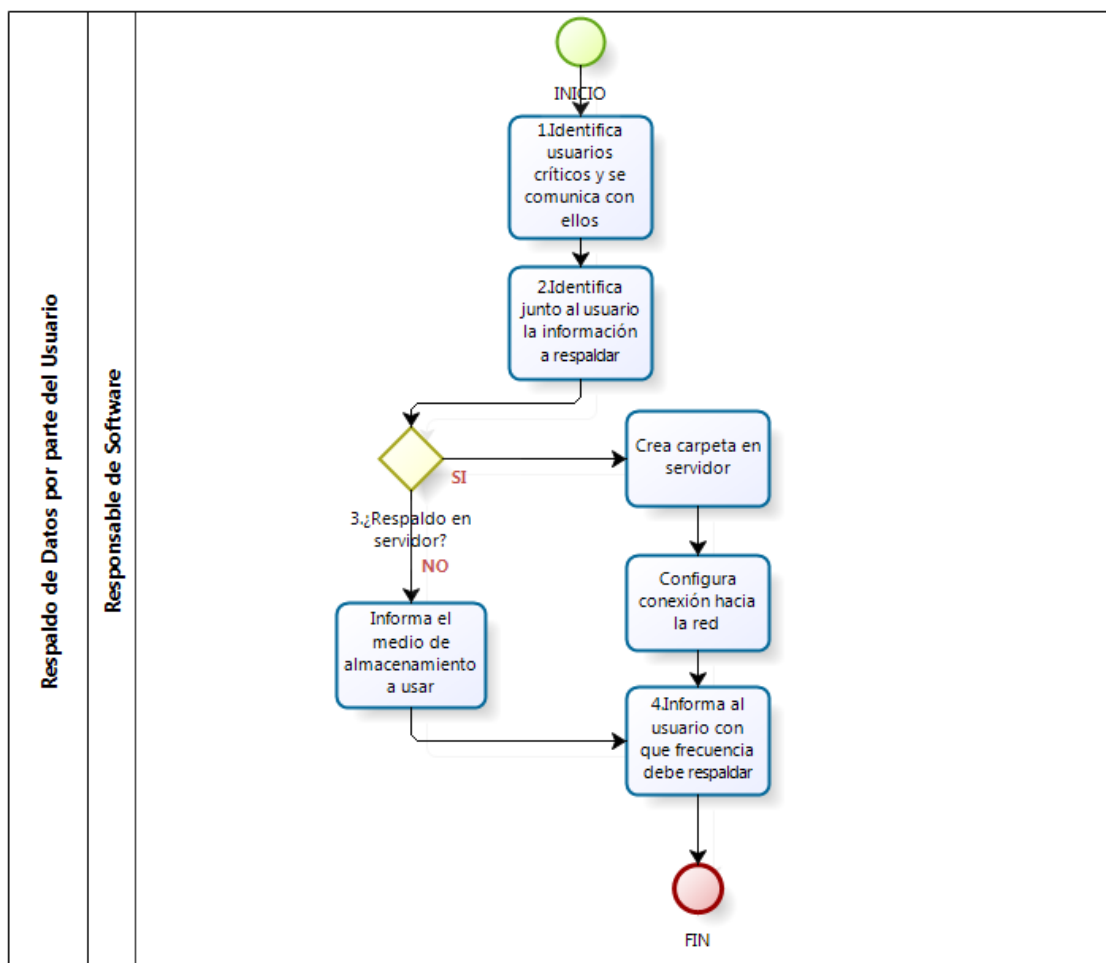 Respaldo de Datos por parte del Usuario
Responsable de Software
INICIO
1.Identifica
usuarios
críticos y se
comunica con
ellos
2.Identifica
junto al usuario
la información
a respaldar
SI
3.¿Respaldo en
servidor?
NO
Crea carpeta en
servidor
Configura
conexión hacia
la red
Informa el
medio de
almacenamiento
a usar
4.Informa al
usuario con
que frecuencia
debe respaldar
FIN